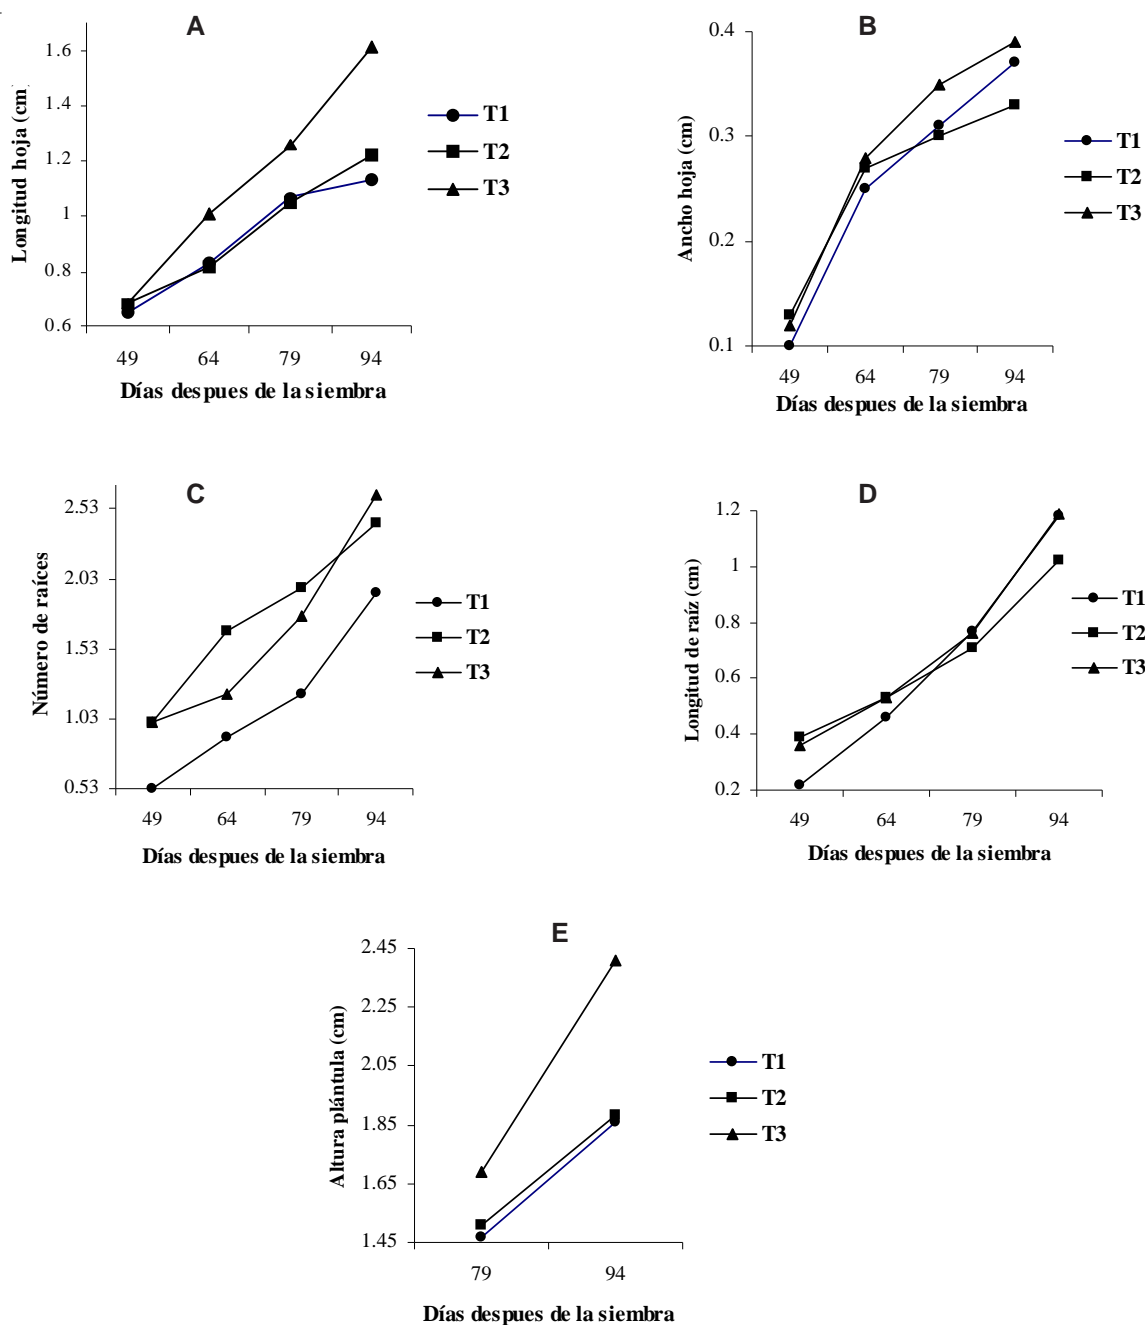 A
1.6
1.4
1.2
1
0.8
0.6
Longitud hoja (cm)
49 64 79 94
Días despues de la siembra
T1
T2
T3
B
0.4
0.3
0.2
0.1
Ancho hoja (cm)
49 64 79 94
Días despues de la siembra
T1
T2
T3
C
2.53
2.03
1.53
1.03
0.53
Número de raíces
49 64 79 94
Días despues de la siembra
T1
T2
T3
D
1.2
1
0.8
0.6
0.4
0.2
Longitud de raíz (cm)
49 64 79 94
Días despues de la siembra
T1
T2
T3
E
2.45
2.25
2.05
1.85
1.65
1.45
Altura plántula (cm)
79 94
Días despues de la siembra
T1
T2
T3